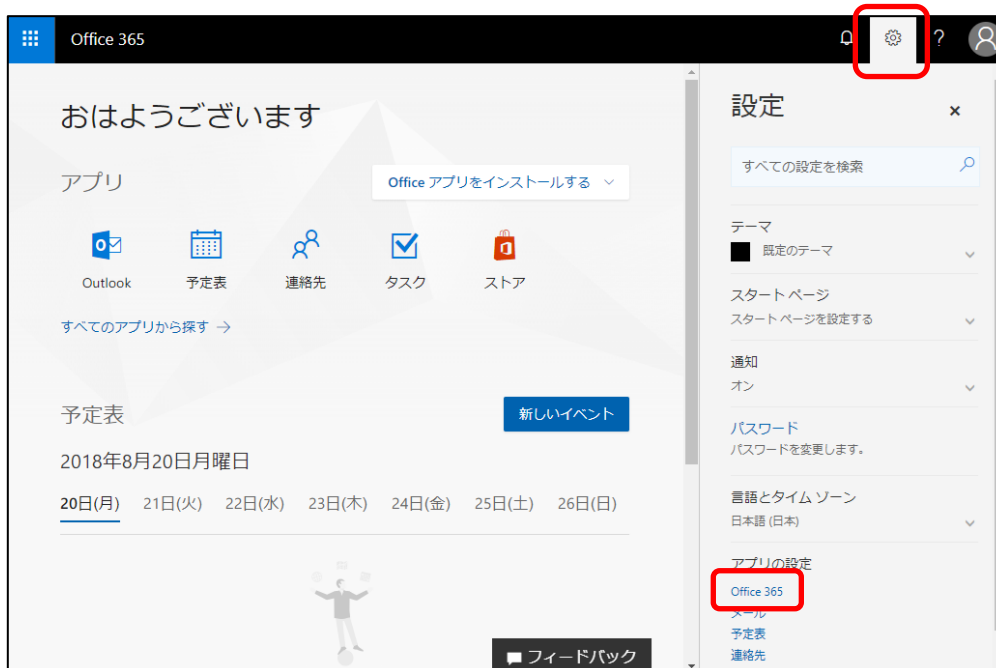 Office 365
?
おはようございます
アプリ
Office アプリをインストールする
Outlook
予定表
連絡先
タスク
ストア
すべてのアプリから探す →
予定表
新しいイベント
2018年8月20日月曜日
20日(月) 21日(火) 22日(水) 23日(木) 24日(金) 25日(土) 26日(日)
フィードバック
設定
×
すべての設定を検索
テーマ
既定のテーマ
スタート ページ
スタート ページを設定する
通知
オン
パスワード
パスワードを変更します。
言語とタイム ゾーン
日本語 (日本)
アプリの設定
Office 365
メール
予定表
連絡先